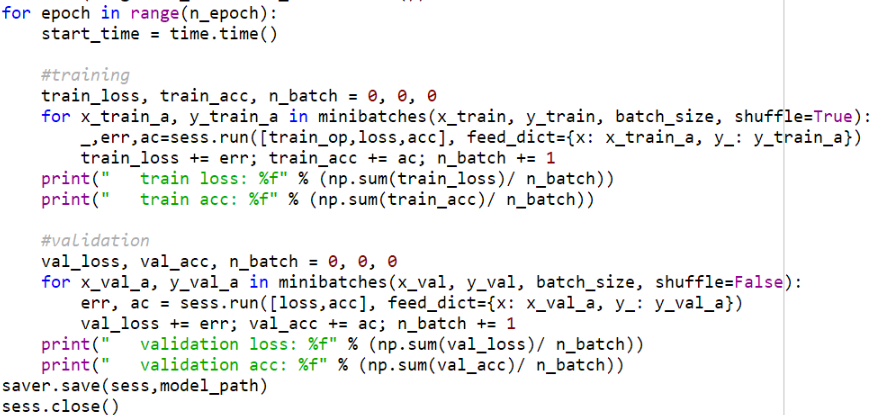 for epoch in range(n_epoch):
    start_time = time.time()

    #training
    train_loss, train_acc, n_batch = 0, 0, 0
    for x_train_a, y_train_a in minibatches(x_train, y_train, batch_size, shuffle=True):
        _,err,ac=sess.run([train_op,loss,acc], feed_dict={x: x_train_a, y_: y_train_a})
        train_loss += err; train_acc += ac; n_batch += 1
    print("   train loss: %f" % (np.sum(train_loss)/ n_batch))
    print("   train acc: %f" % (np.sum(train_acc)/ n_batch))

    #validation
    val_loss, val_acc, n_batch = 0, 0, 0
    for x_val_a, y_val_a in minibatches(x_val, y_val, batch_size, shuffle=False):
        err, ac = sess.run([loss,acc], feed_dict={x: x_val_a, y_: y_val_a})
        val_loss += err; val_acc += ac; n_batch += 1
    print("   validation loss: %f" % (np.sum(val_loss)/ n_batch))
    print("   validation acc: %f" % (np.sum(val_acc)/ n_batch))
saver.save(sess,model_path)
sess.close()